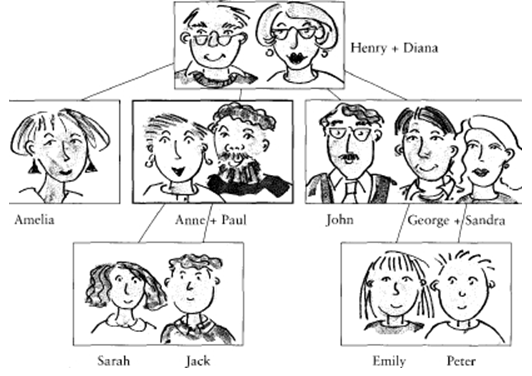 Henry + Diana
Amelia
Anne + Paul
John
George + Sandra
Sarah
Jack
Emily
Peter